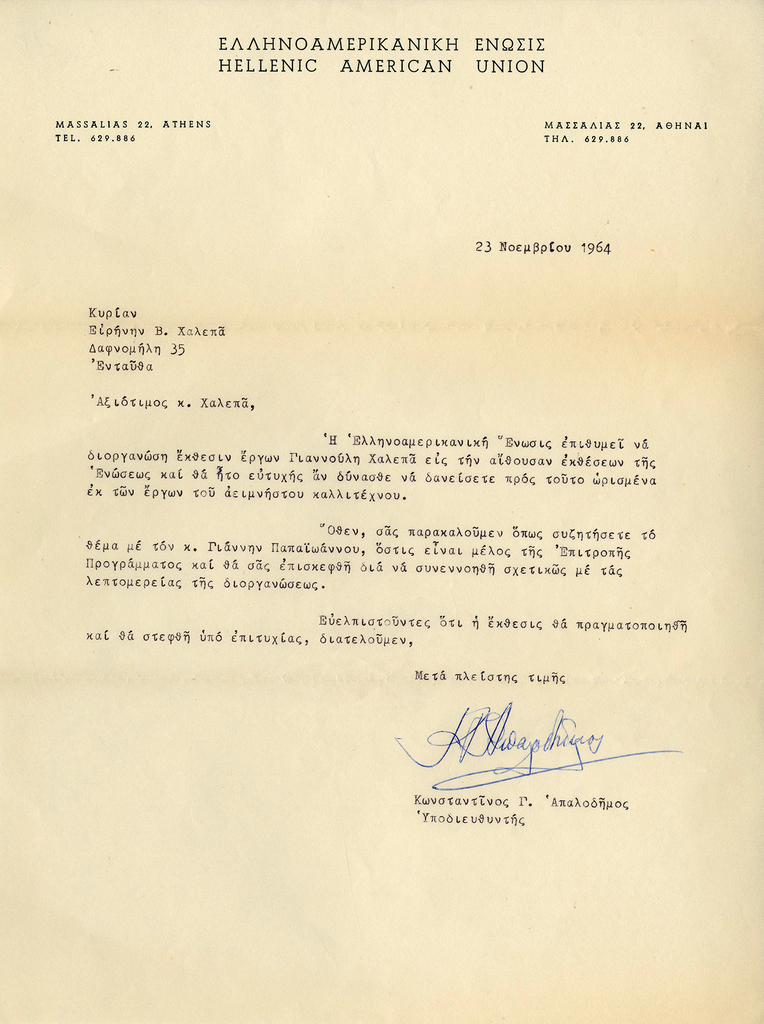 ΕΛΛΗΝΟΑΜΕΡΙΚΑΝΙΚΗ ΕΝΩΣΙΣ
HELLENIC AMERICAN UNION
MASSALIAS 22, ATHENS
TEL. 629.886
ΜΑΣΣΑΛΙΑΣ 22, ΑΘΗΝΑΙ
ΤΗΛ. 629.886
23 Νοεμβρίου 1964
Κυρίαν
Εἰρήνην Β. Χαλεπᾶ
Δαφνομήλη 35
Ἐνταῦθα
Ἀξιότιμος κ. Χαλεπᾶ,
Ἡ Ἑλληνοαμερικανική Ἕνωσις ἐπιθυμεῖ νά
διοργανώση ἔκθεσιν ἔργων Γιαννούλη Χαλεπᾶ εἰς τήν αἴθουσαν ἐκθέσεων τῆς
Ἑνώσεως καί θά ἦτο εὐτυχής ἄν δύνασθε νά δανείσετε πρός τοῦτο ὡρισμένα
ἐκ τῶν ἔργων τοῦ ἀειμνήστου καλλιτέχνου.
Ὅθεν, σᾶς παρακαλοῦμεν ὅπως συζητήσετε τό
θέμα μέ τόν κ. Γιάννην Παπαϊωάννου, ὅστις εἶναι μέλος τῆς Ἐπιτροπῆς
Προγράμματος καί θά σᾶς ἐπισκεφθῆ διά νά συνεννοηθῆ σχετικῶς μέ τάς
λεπτομερείας τῆς διοργανώσεως.
Εὐελπιστοῦντες ὅτι ἡ ἔκθεσις θά πραγματοποιηθῆ
καί θά στεφθῆ ὑπό ἐπιτυχίας, διατελοῦμεν,
Μετά πλείστης τιμῆς
Κωνσταντῖνος Γ. Ἀπαλοδῆμος
Ὑποδιευθυντής